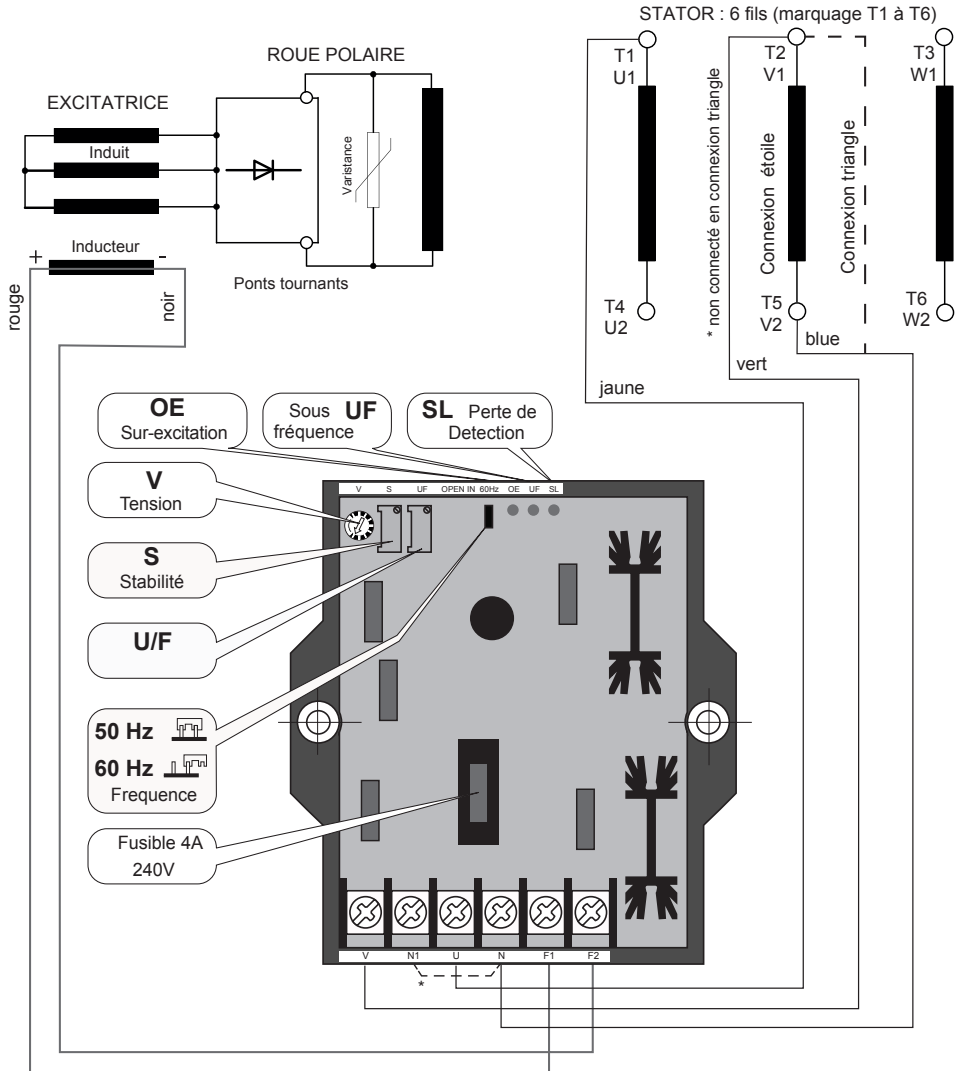 STATOR : 6 fils (marquage T1 à T6)
ROUE POLAIRE
EXCITATRICE
Induit
Varistance
Inducteur
+
-
Ponts tournants
rouge
noir
T1
U1
T2
V1
T3
W1
* non connecté en connexion triangle
Connexion étoile
Connexion triangle
T4
U2
T5
V2
T6
W2
blue
vert
jaune
OE
Sur-excitation
Sous UF
fréquence
SL Perte de
Detection
V
Tension
S
Stabilité
U/F
50 Hz
60 Hz
Frequence
Fusible 4A
240V
V S UF OPEN IN 60Hz OE UF SL
V N1 U N F1 F2
*